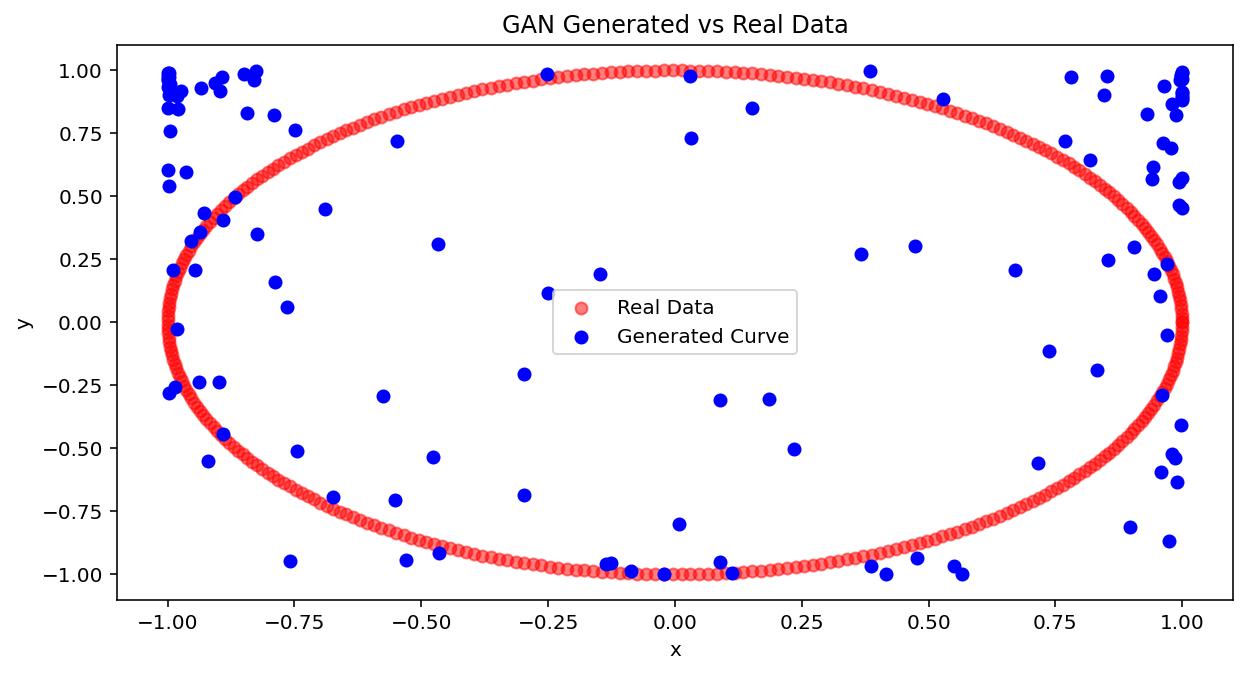 GAN Generated vs Real Data
1.00
0.75
0.50
0.25
0.00
−0.25
−0.50
−0.75
−1.00
y
Real Data
Generated Curve
−1.00 −0.75 −0.50 −0.25 0.00 0.25 0.50 0.75 1.00
x